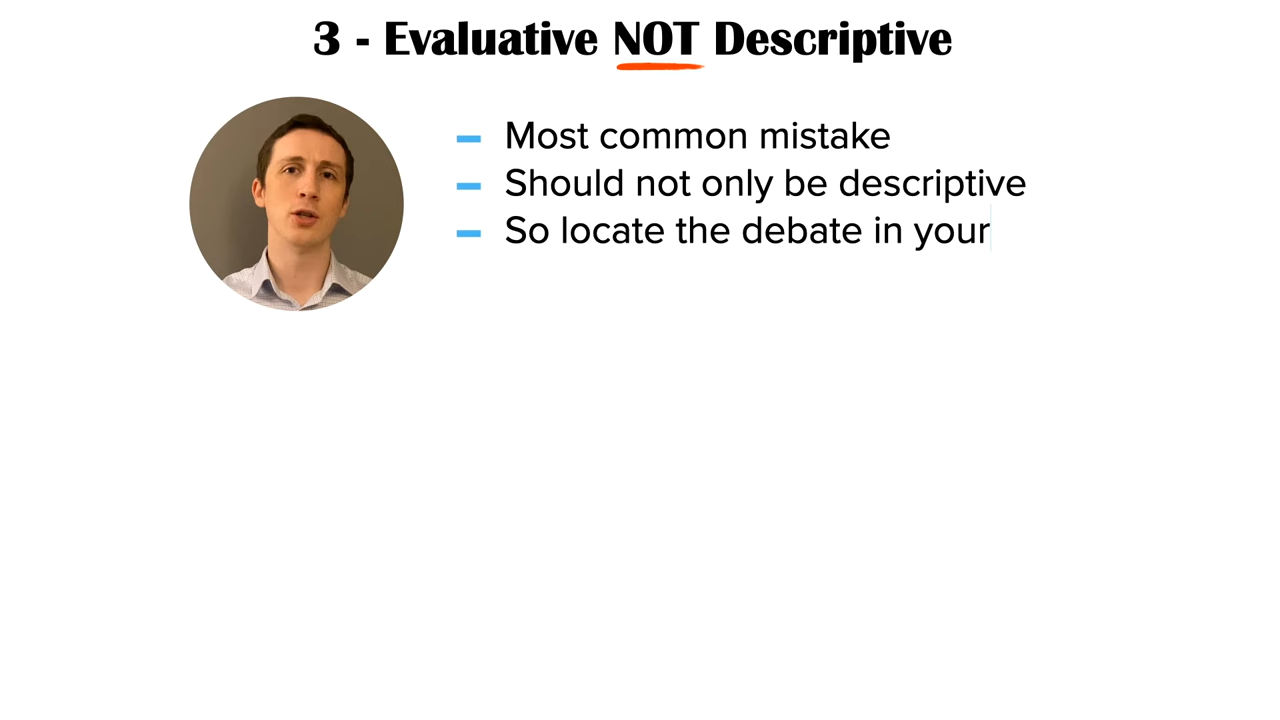 3 - Evaluative NOT Descriptive
Most common mistake
Should not only be descriptive
So locate the debate in your